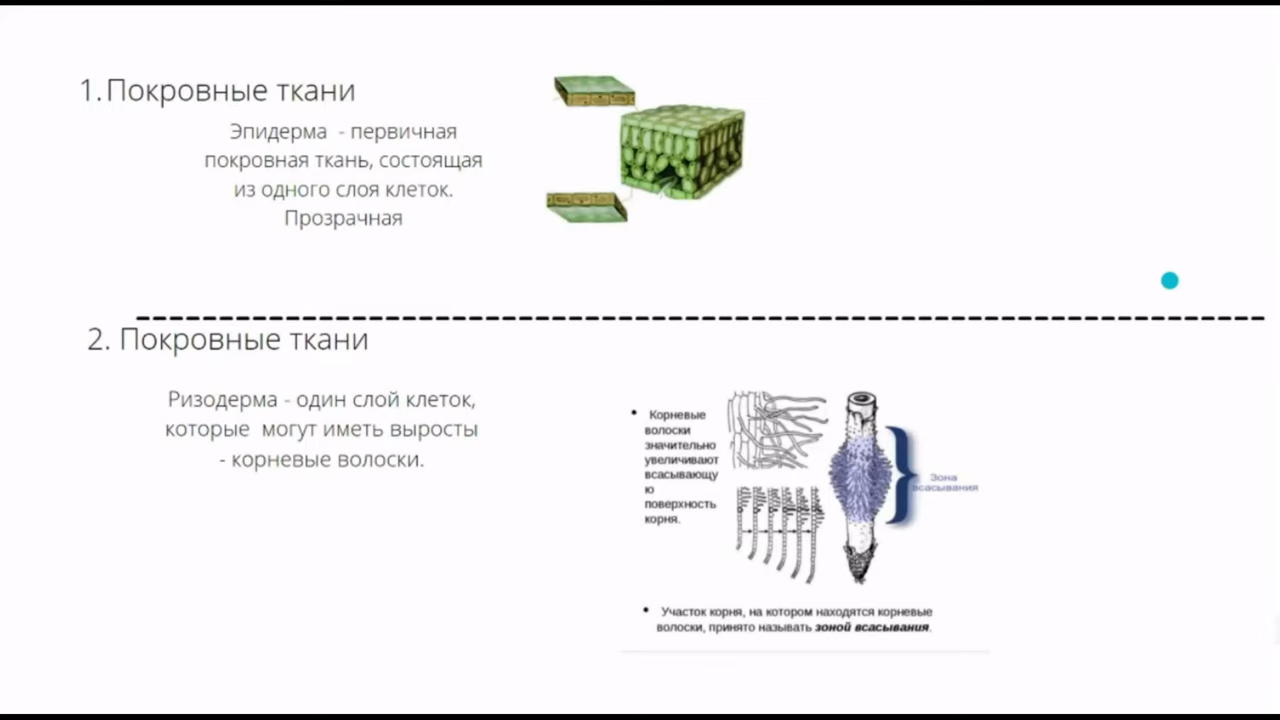 1.Покровные ткани
Эпидерма - первичная
покровная ткань, состоящая
из одного слоя клеток.
Прозрачная
2. Покровные ткани
Ризодерма - один слой клеток,
которые могут иметь выросты
- корневые волоски.
• Корневые
волоски
значительно
увеличивают
всасывающу
ю
поверхность
корня.
Зона
всасывания
• Участок корня, на котором находятся корневые
волоски, принято называть зоной всасывания.